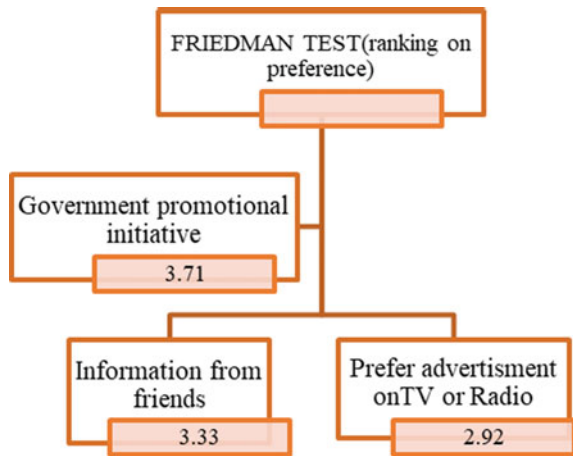 FRIEDMAN TEST(ranking on
preference)
Government promotional
initiative
3.71
Information from
friends
3.33
Prefer advertisment
onTV or Radio
2.92